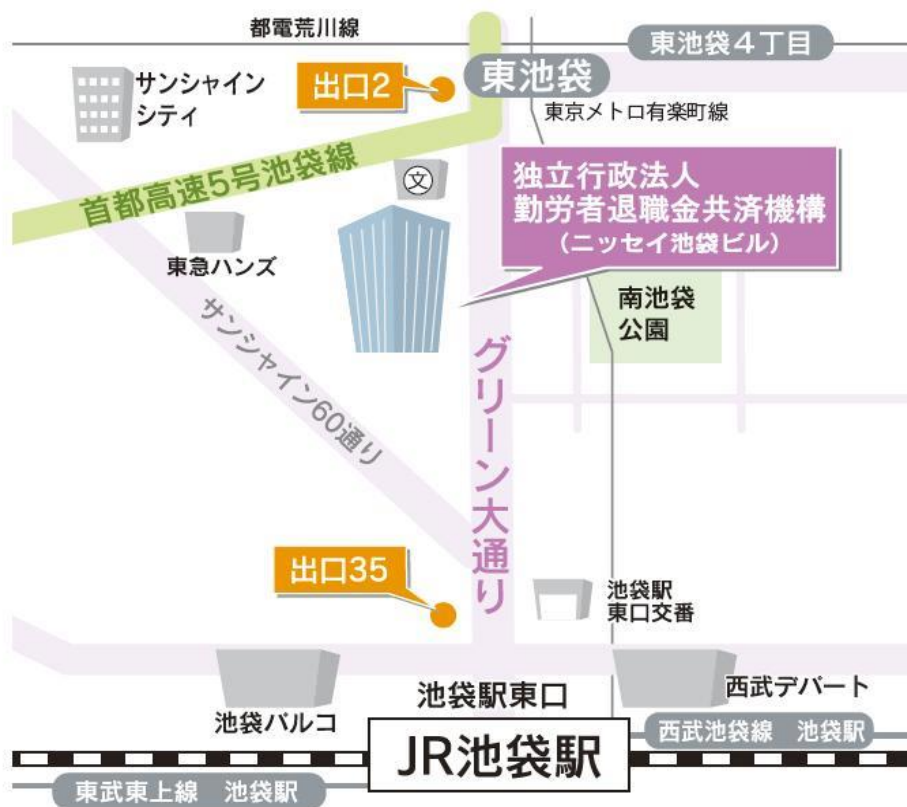 都電荒川線
東池袋4丁目
サンシャイン
シティ
出口2
東池袋
東京メトロ有楽町線
首都高速5号池袋線
文
独立行政法人
勤労者退職金共済機構
(ニッセイ池袋ビル)
東急ハンズ
南池袋
公園
サンシャイン60通り
グリーン大通り
出口35
池袋駅
東口交番
池袋パルコ
池袋駅東口
西武デパート
JR池袋駅
西武池袋線 池袋駅
東武東上線 池袋駅